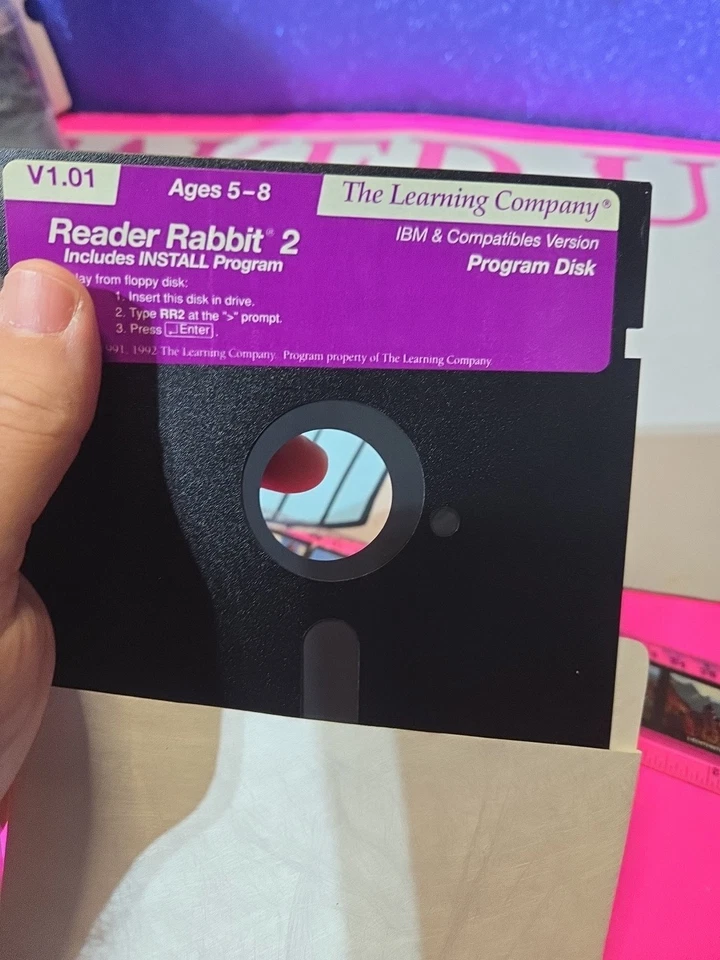 V1.01
Ages 5-8
The Learning Company®
Reader Rabbit® 2
Includes INSTALL Program
IBM & Compatibles Version
Program Disk
from floppy disk:
1. Insert this disk in drive.
2. Type RR2 at the ">" prompt.
3. Press ↵Enter.
1992 The Learning Company. Program property of The Learning Company